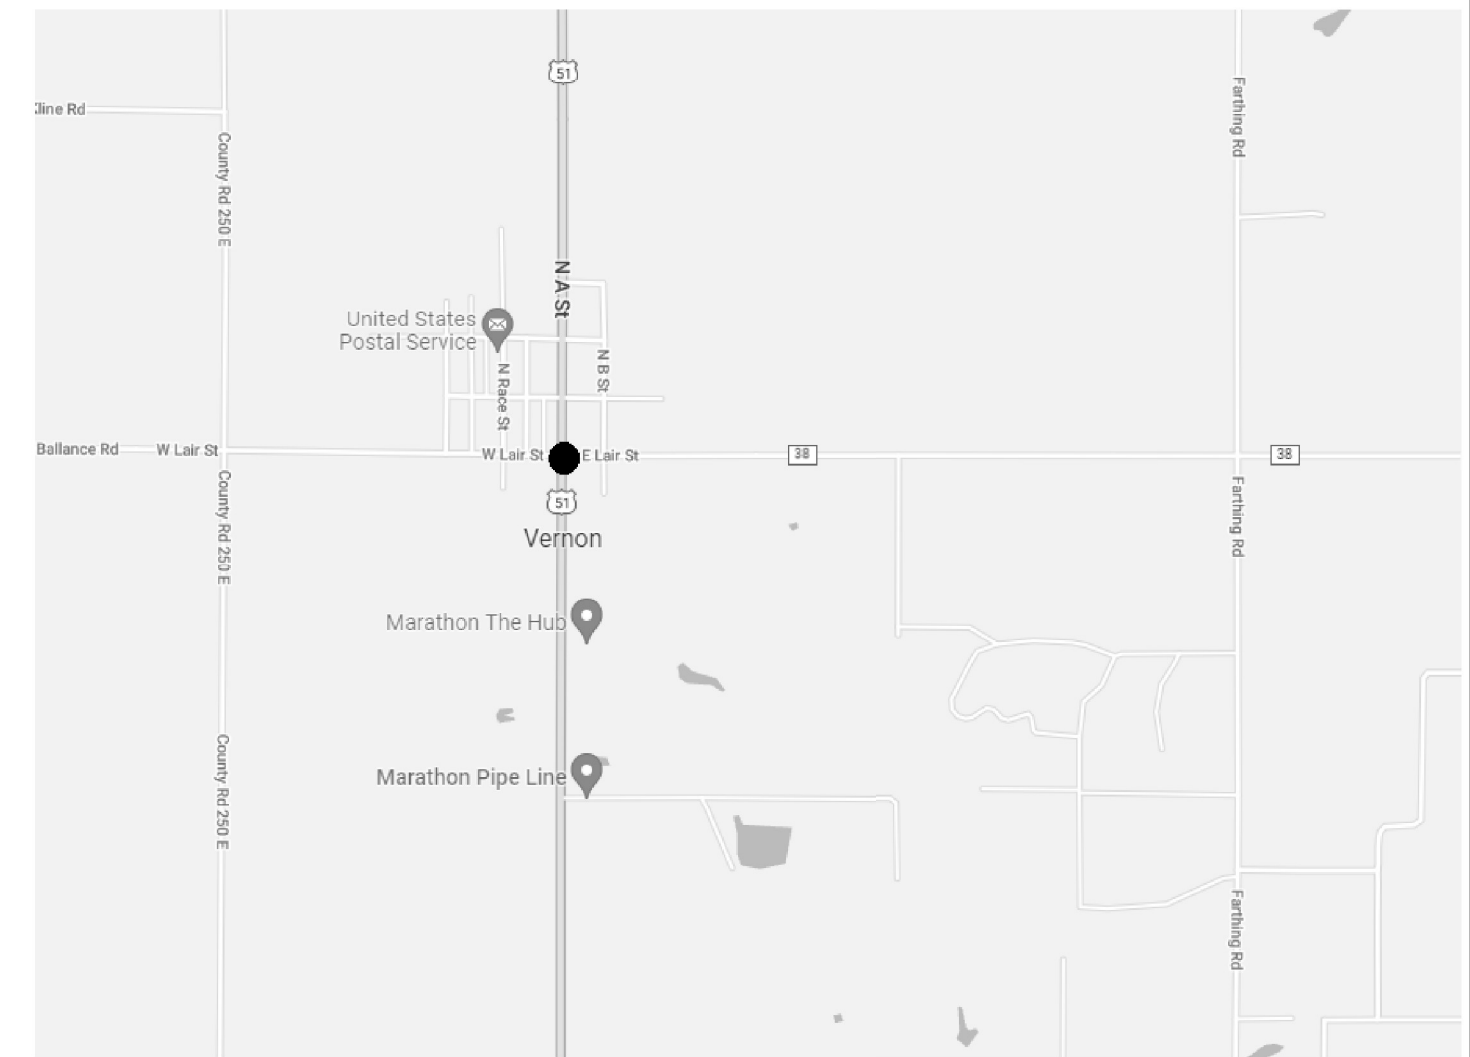 51
Kline Rd
Farthing Rd
County Rd 250 E
N A St
United States
Postal Service
N B St
N Race St
Ballance Rd
W Lair St
W Lair St
E Lair St
38
38
County Rd 250 E
Farthing Rd
51
Vernon
Marathon The Hub
Marathon Pipe Line
County Rd 250 E
Farthing Rd